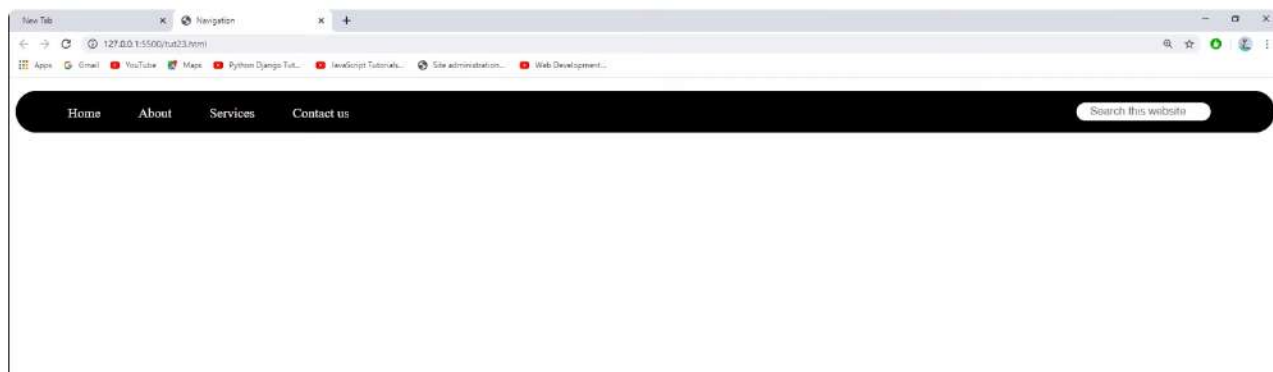 New Tab Navigation
127.0.0.1:5500/tut23.html
Apps Gmail YouTube Maps Python Django Tut... JavaScript Tutorials... Site administration... Web Development...
Home About Services Contact us Search this website